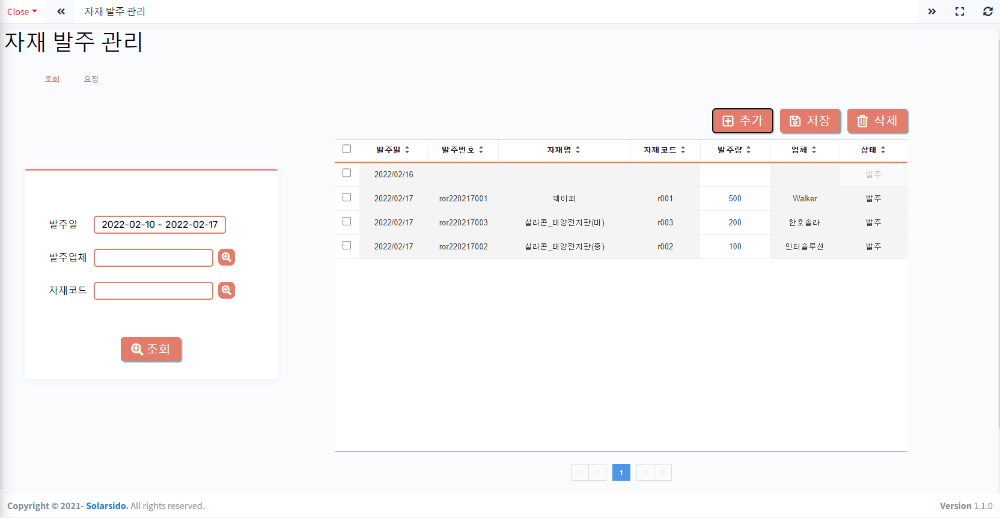 Close 자재 발주 관리
자재 발주 관리
조회 요청
추가 저장 삭제
발주일 발주번호 자재명 자재코드 발주량 업체 상태
2022/02/16 발주
2022/02/17 ror220217001 웨이퍼 r001 500 Walker 발주
2022/02/17 ror220217003 실리콘_태양전지판(대) r003 200 한호솔라 발주
2022/02/17 ror220217002 실리콘_태양전지판(중) r002 100 인터솔루션 발주
발주일 2022-02-10 ~ 2022-02-17
발주업체
자재코드
조회
1
Copyright © 2021- Solarsido. All rights reserved. Version 1.1.0